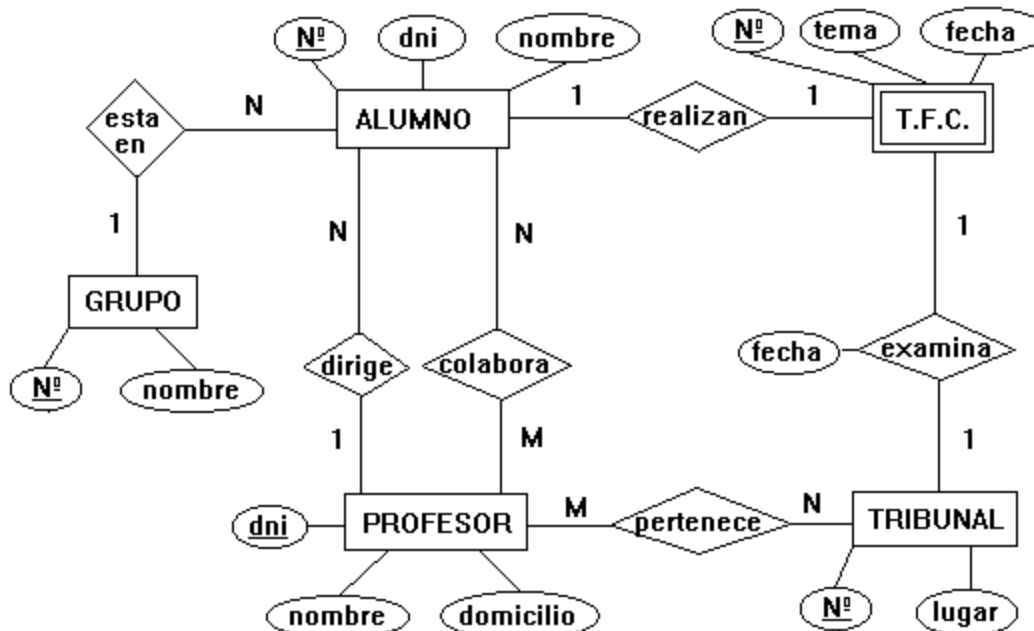 Nº
dni
nombre
Nº
tema
fecha
esta
en
N
ALUMNO
1
realizan
1
T.F.C.
1
N
N
1
GRUPO
Nº
nombre
dirige
colabora
fecha
examina
1
M
1
dni
PROFESOR
M
pertenece
N
TRIBUNAL
nombre
domicilio
Nº
lugar